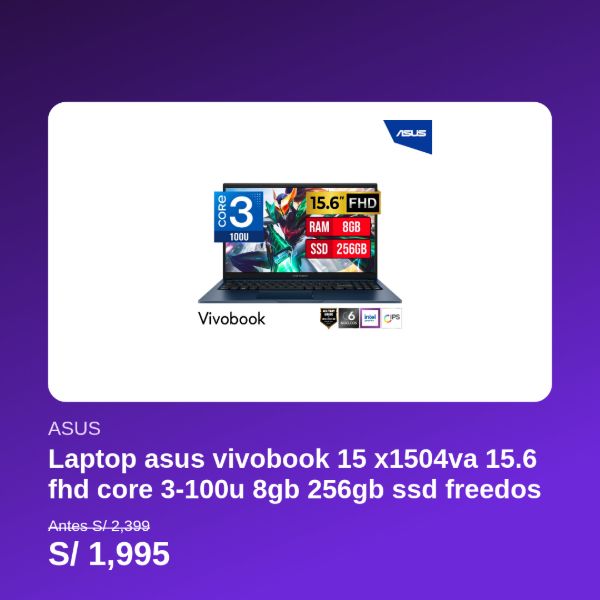 ASUS
CORE
3
100U
15.6" FHD
RAM 8GB
SSD 256GB
Vivobook
6
intel
IPS
ASUS
Laptop asus vivobook 15 x1504va 15.6
fhd core 3-100u 8gb 256gb ssd freedos
Antes S/ 2,399
S/ 1,995